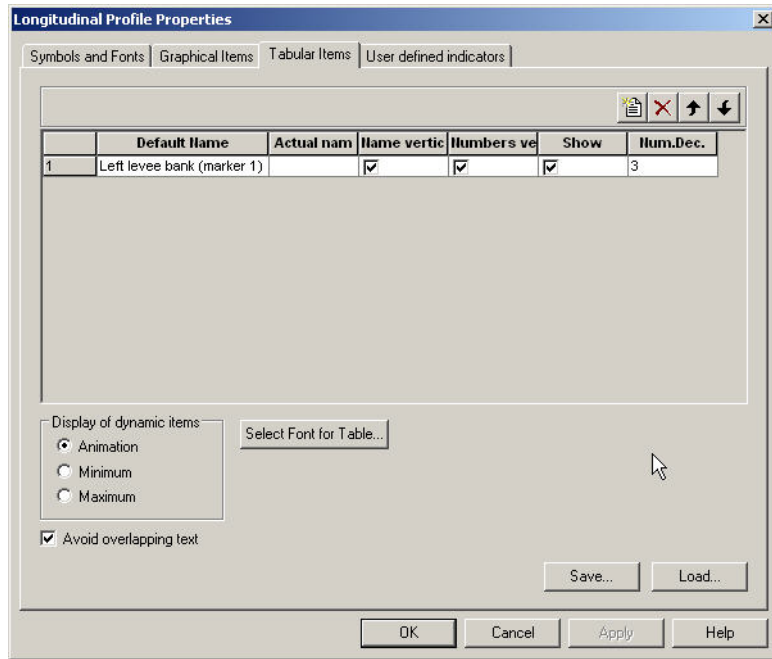 Longitudinal Profile Properties
Symbols and Fonts Graphical Items Tabular Items User defined indicators
Default Name Actual nam Name vertic Numbers ve Show Num.Dec.
1 Left levee bank (marker 1) 3
Display of dynamic items
Animation
Minimum
Maximum
Select Font for Table...
Avoid overlapping text
Save... Load...
OK Cancel Apply Help